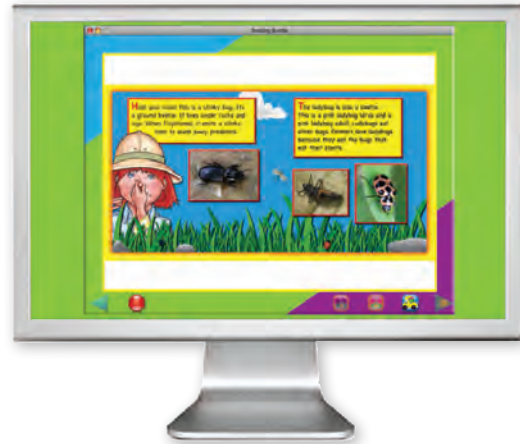 Hold your nose! This is a stinky bug. It's
a ground beetle. It lives under rocks and
logs. When frightened, it emits a stinky
to scare away predators.
The ladybug is also a beetle.
This is a pink ladybug larva and a
pink ladybug adult. Ladybugs eat
other bugs. Farmers love ladybugs
because they eat the bugs that
eat their plants.